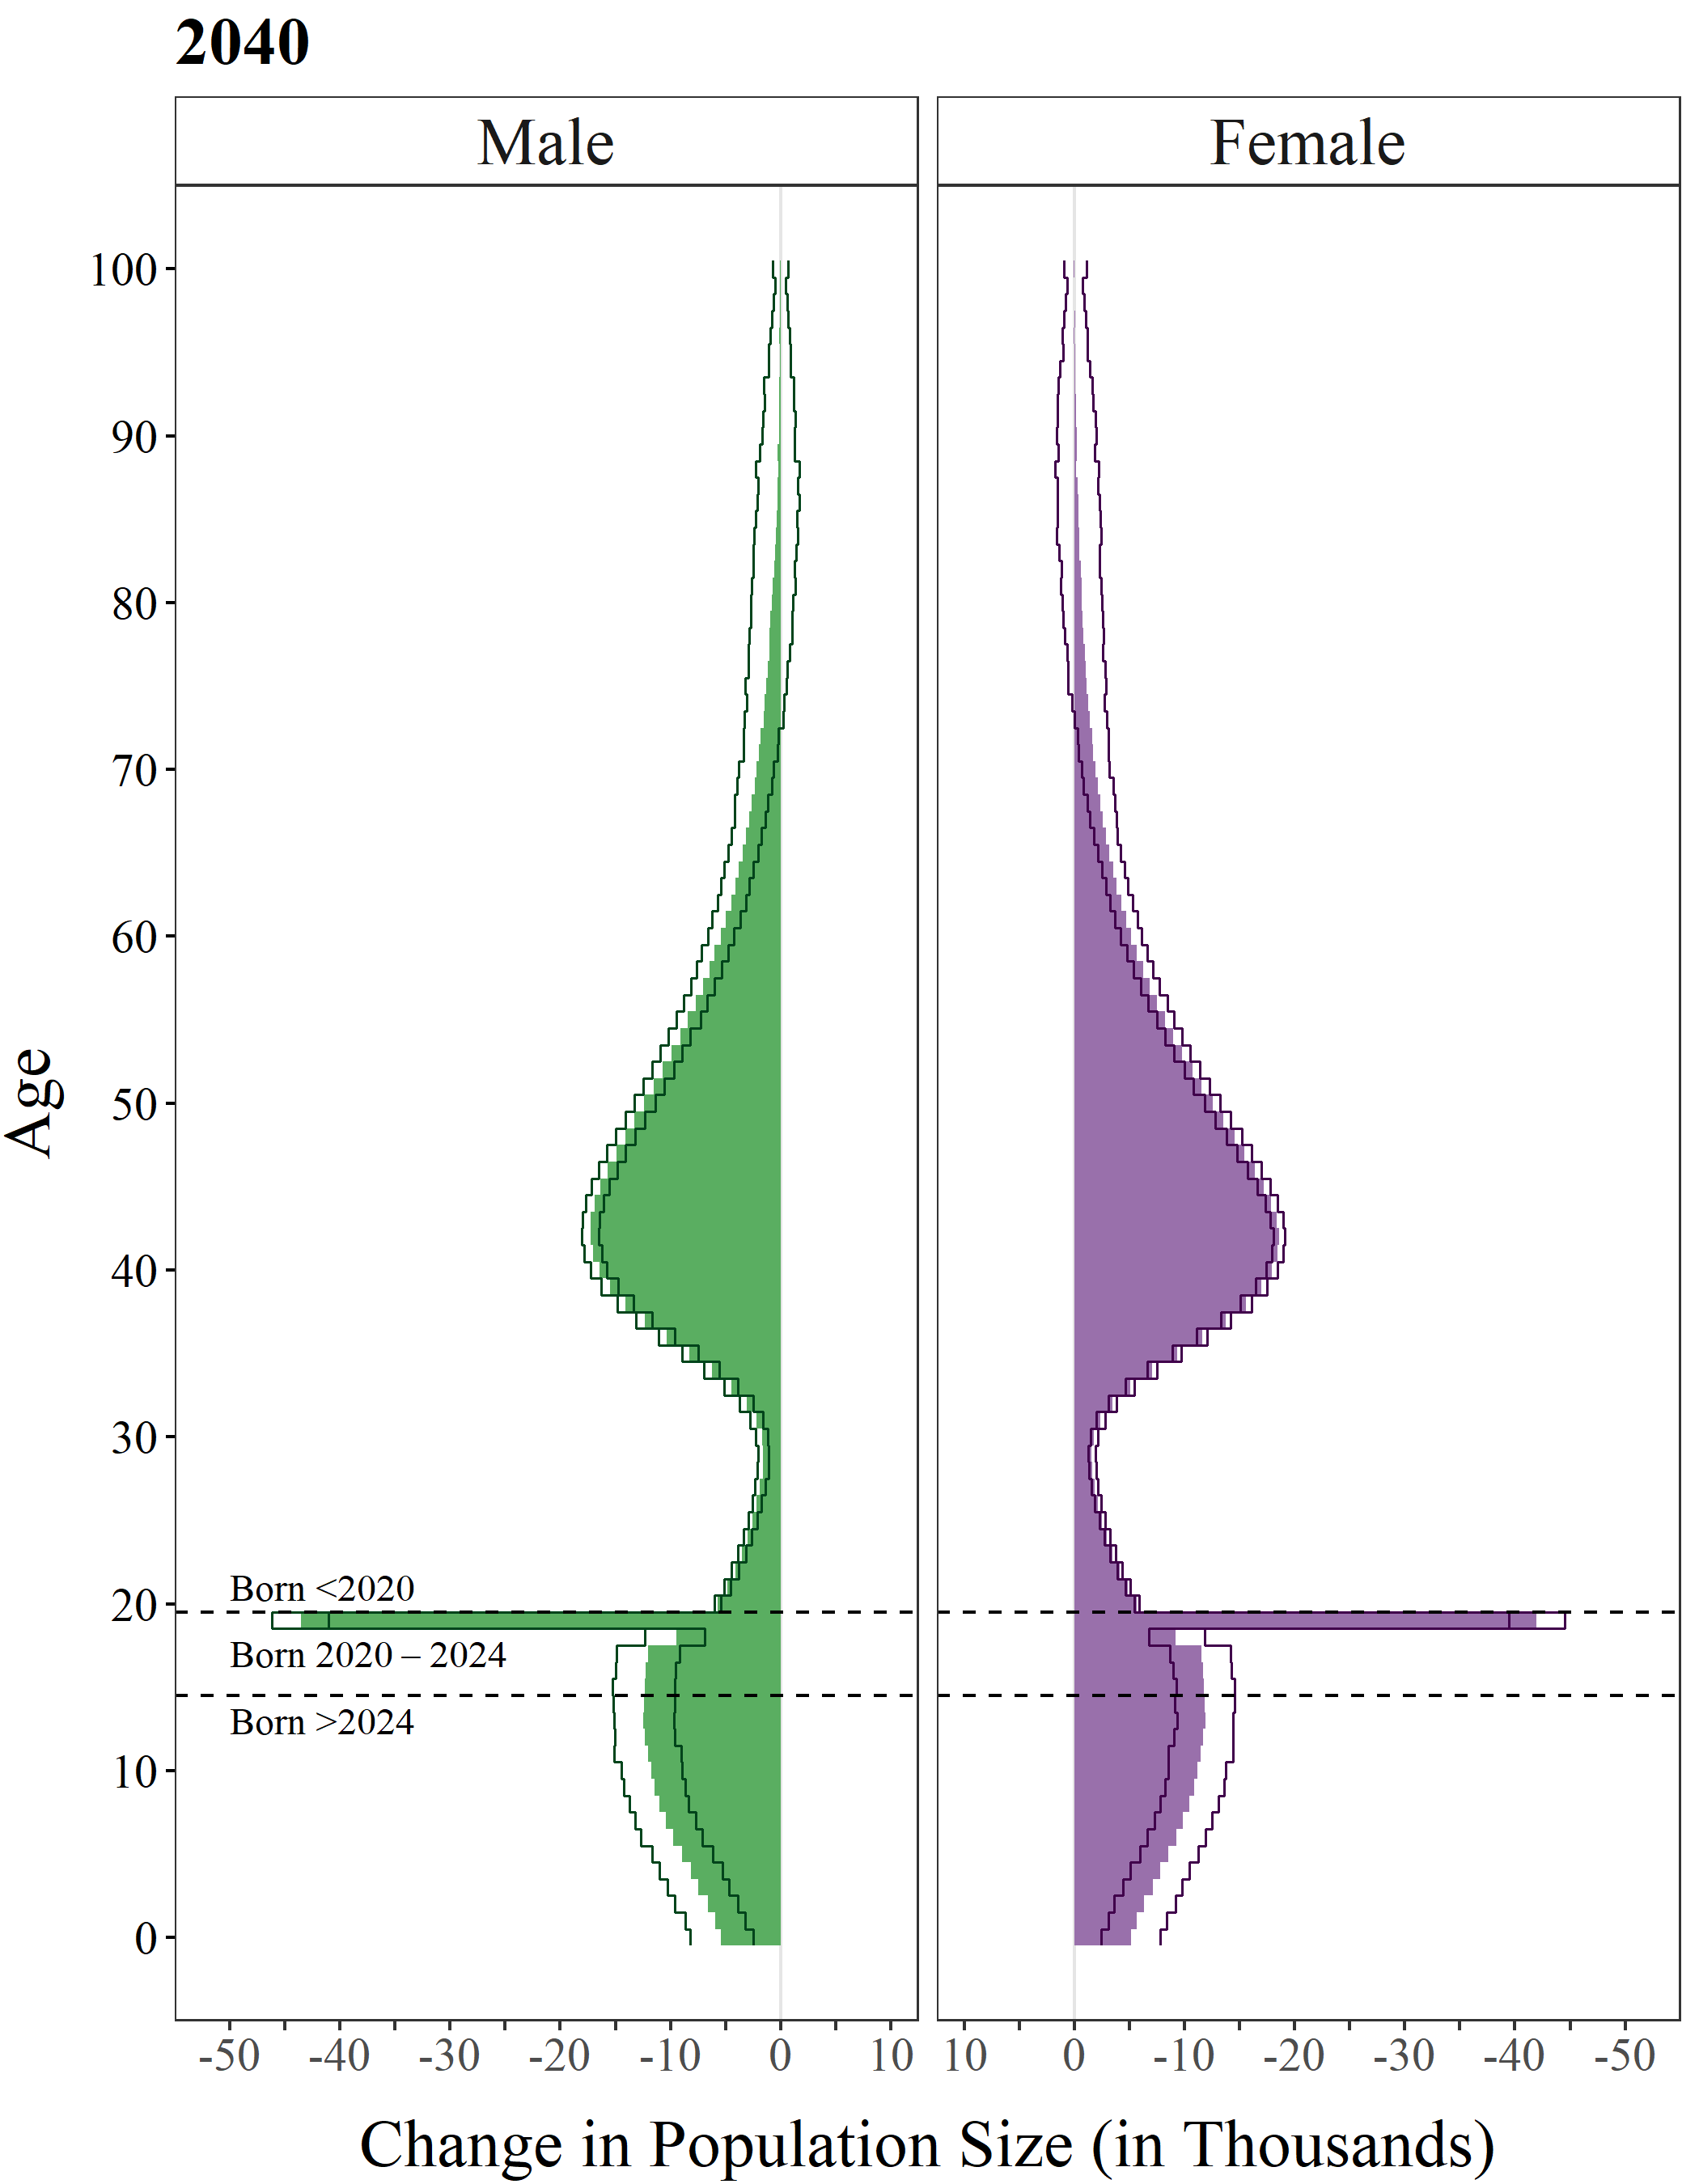 2040
Male
Female
100
90
80
70
60
50
40
30
20
10
0
Age
Born <2020
Born 2020 – 2024
Born >2024
-50 -40 -30 -20 -10 0 10
10 0 -10 -20 -30 -40 -50
Change in Population Size (in Thousands)